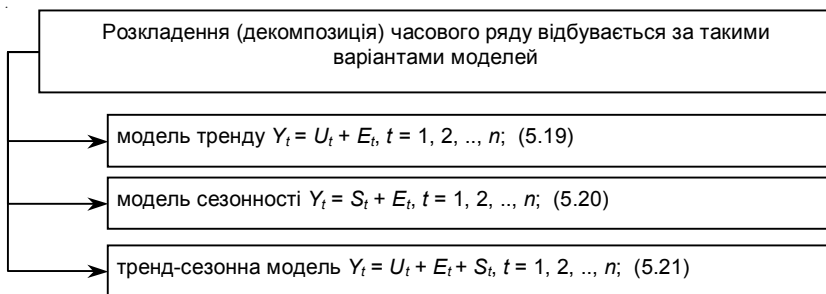 Розкладення (декомпозиція) часового ряду відбувається за такими
варіантами моделей
модель тренду Yt = Ut + Et, t = 1, 2, .., n; (5.19)
модель сезонності Yt = St + Et, t = 1, 2, .., n; (5.20)
тренд-сезонна модель Yt = Ut + Et + St, t = 1, 2, .., n; (5.21)